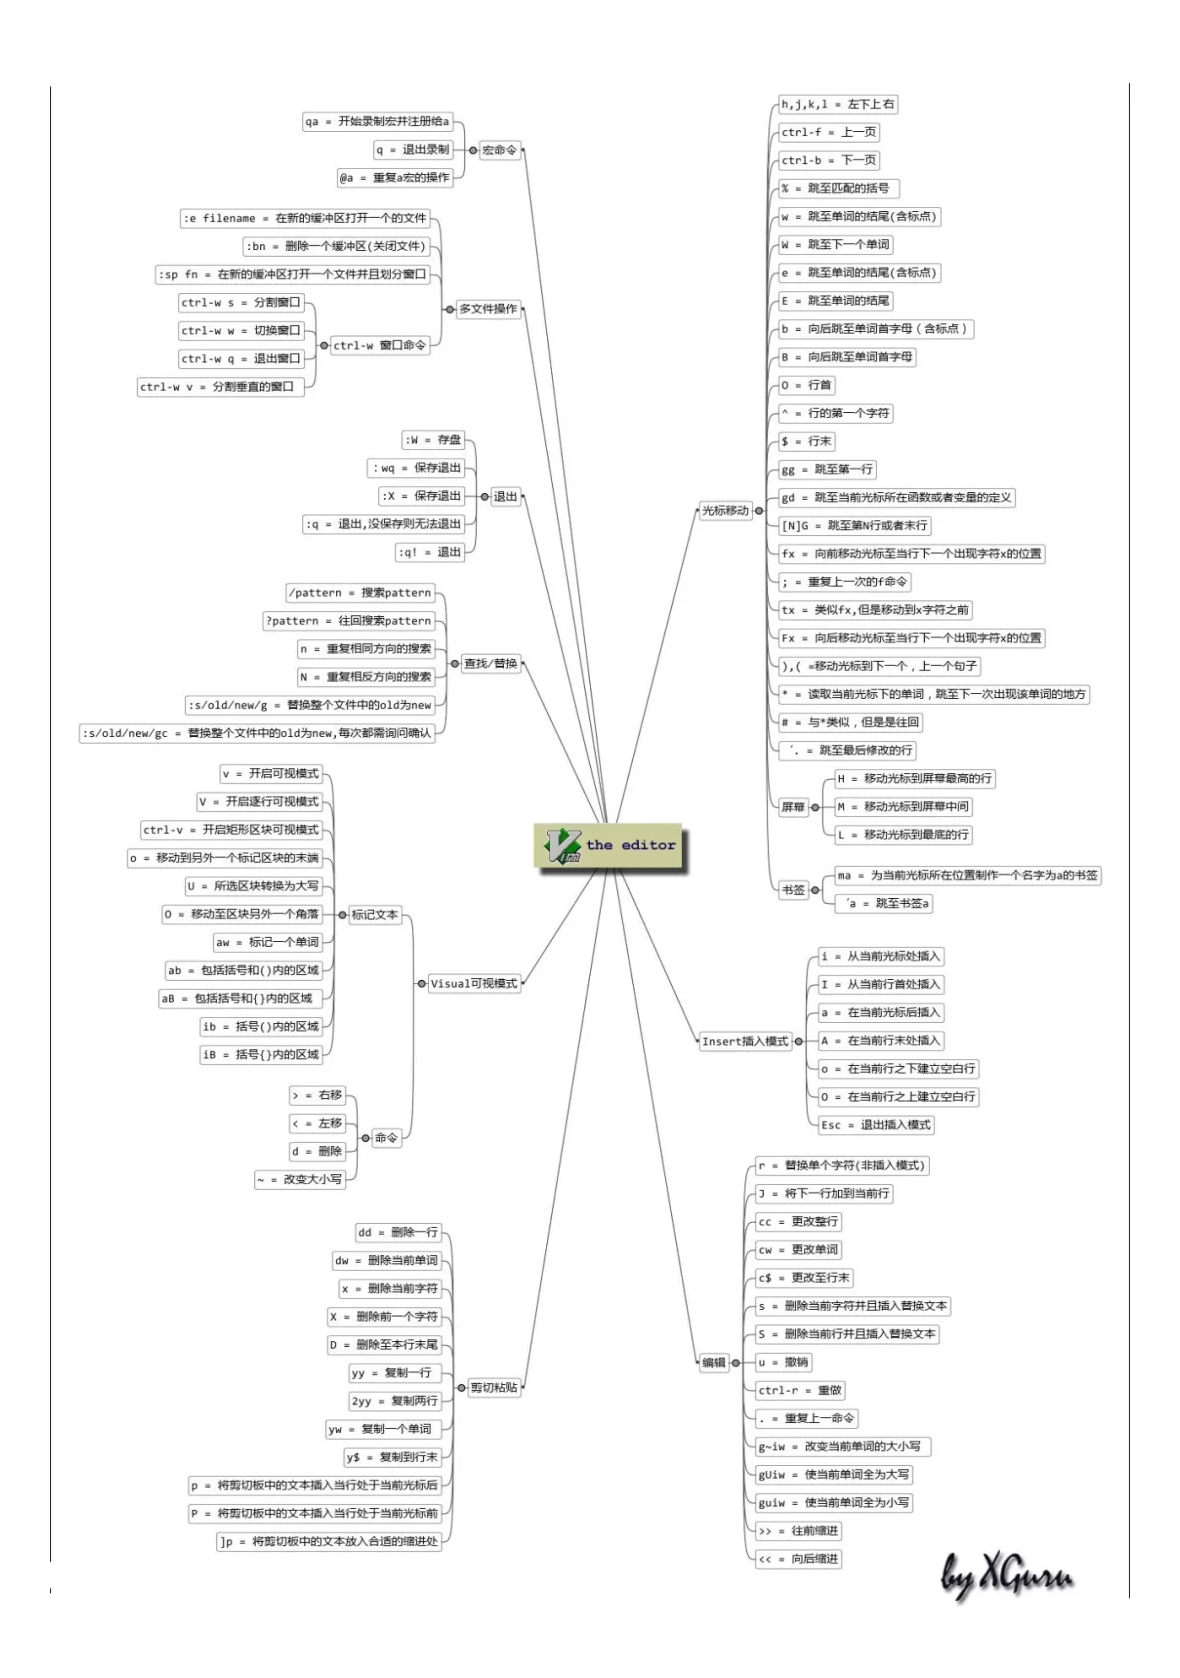 qa = 开始录制宏并注册给a
q = 退出录制
@a = 重复a宏的操作
宏命令
:e filename = 在新的缓冲区打开一个的文件
:bn = 删除一个缓冲区(关闭文件)
:sp fn = 在新的缓冲区打开一个文件并且划分窗口
ctrl-w s = 分割窗口
ctrl-w w = 切换窗口
ctrl-w q = 退出窗口
ctrl-w v = 分割垂直的窗口
ctrl-w 窗口命令
多文件操作
:W = 存盘
:wq = 保存退出
:X = 保存退出
:q = 退出,没保存则无法退出
:q! = 退出
退出
/pattern = 搜索pattern
?pattern = 往回搜索pattern
n = 重复相同方向的搜索
N = 重复相反方向的搜索
:s/old/new/g = 替换整个文件中的old为new
:s/old/new/gc = 替换整个文件中的old为new,每次都需询问确认
查找/替换
v = 开启可视模式
V = 开启逐行可视模式
ctrl-v = 开启矩形区块可视模式
o = 移动到另外一个标记区块的末端
U = 所选区块转换为大写
O = 移动至区块另外一个角落
aw = 标记一个单词
ab = 包括括号和()内的区域
aB = 包括括号和{}内的区域
ib = 括号()内的区域
iB = 括号{}内的区域
标记文本
> = 右移
< = 左移
d = 删除
~ = 改变大小写
命令
Visual可视模式
dd = 删除一行
dw = 删除当前单词
x = 删除当前字符
X = 删除前一个字符
D = 删除至本行末尾
yy = 复制一行
2yy = 复制两行
yw = 复制一个单词
y$ = 复制到行末
p = 将剪切板中的文本插入当行处于当前光标后
P = 将剪切板中的文本插入当行处于当前光标前
]p = 将剪切板中的文本放入合适的缩进处
剪切粘贴
Vim the editor
光标移动
h,j,k,l = 左下上右
ctrl-f = 上一页
ctrl-b = 下一页
% = 跳至匹配的括号
w = 跳至单词的结尾(含标点)
W = 跳至下一个单词
e = 跳至单词的结尾(含标点)
E = 跳至单词的结尾
b = 向后跳至单词首字母（含标点）
B = 向后跳至单词首字母
O = 行首
^ = 行的第一个字符
$ = 行末
gg = 跳至第一行
gd = 跳至当前光标所在函数或者变量的定义
[N]G = 跳至第N行或者末行
fx = 向前移动光标至当行下一个出现字符x的位置
; = 重复上一次的f命令
tx = 类似fx,但是移动到x字符之前
Fx = 向后移动光标至当行下一个出现字符x的位置
),( =移动光标到下一个，上一个句子
* = 读取当前光标下的单词，跳至下一次出现该单词的地方
# = 与*类似，但是是往回
´. = 跳至最后修改的行
屏幕
H = 移动光标到屏幕最高的行
M = 移动光标到屏幕中间
L = 移动光标到最底的行
书签
ma = 为当前光标所在位置制作一个名字为a的书签
´a = 跳至书签a
Insert插入模式
i = 从当前光标处插入
I = 从当前行首处插入
a = 在当前光标后插入
A = 在当前行末处插入
o = 在当前行之下建立空白行
O = 在当前行之上建立空白行
Esc = 退出插入模式
编辑
r = 替换单个字符(非插入模式)
J = 将下一行加到当前行
cc = 更改整行
cw = 更改单词
c$ = 更改至行末
s = 删除当前字符并且插入替换文本
S = 删除当前行并且插入替换文本
u = 撤销
ctrl-r = 重做
. = 重复上一命令
g~iw = 改变当前单词的大小写
gUiw = 使当前单词全为大写
guiw = 使当前单词全为小写
>> = 往前缩进
<< = 向后缩进
by XGuru